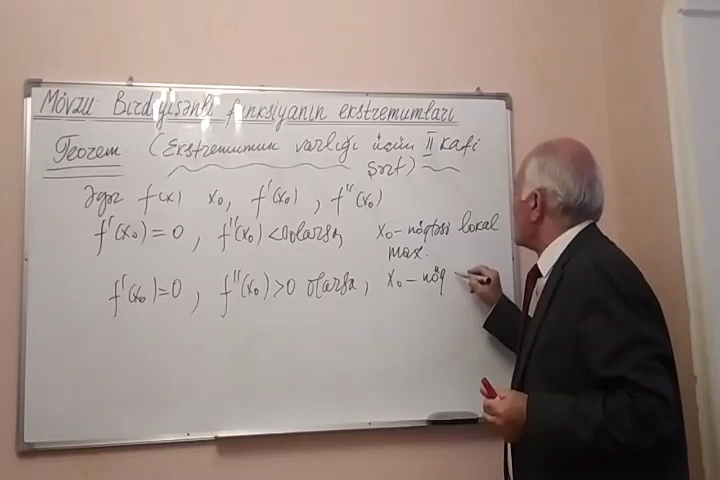 Mövzu: Birdəyişənli funksiyanın ekstremumları
Teorem. (Ekstremumun varlığı üçün II kafi
şərt)
Əgər f(x) x₀, f'(x₀), f''(x₀)
f'(x₀)=0, f''(x₀)<0 olarsa, x₀-nöqtəsi lokal
max.
f'(x₀)=0, f''(x₀)>0 olarsa, x₀-nöq